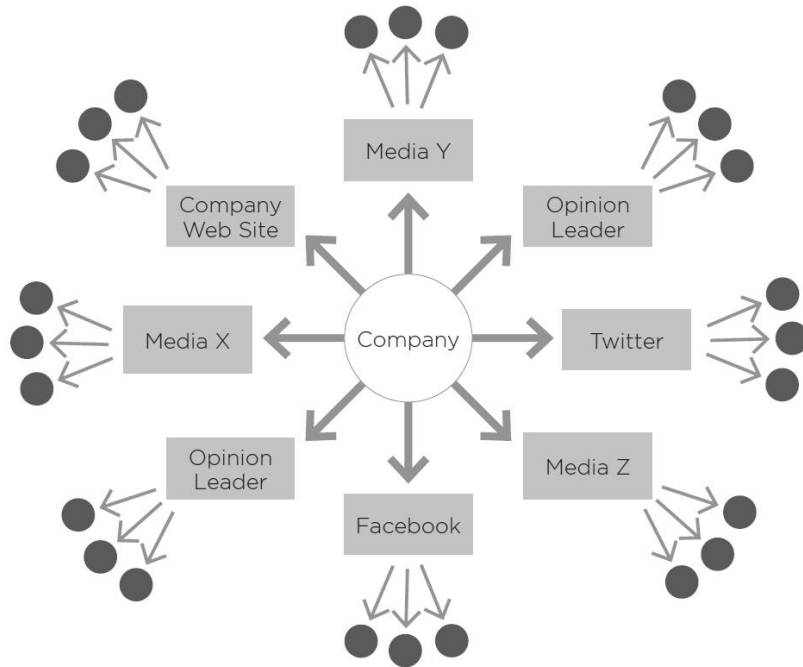 Media Y
Company
Web Site
Opinion
Leader
Media X
Company
Twitter
Opinion
Leader
Media Z
Facebook